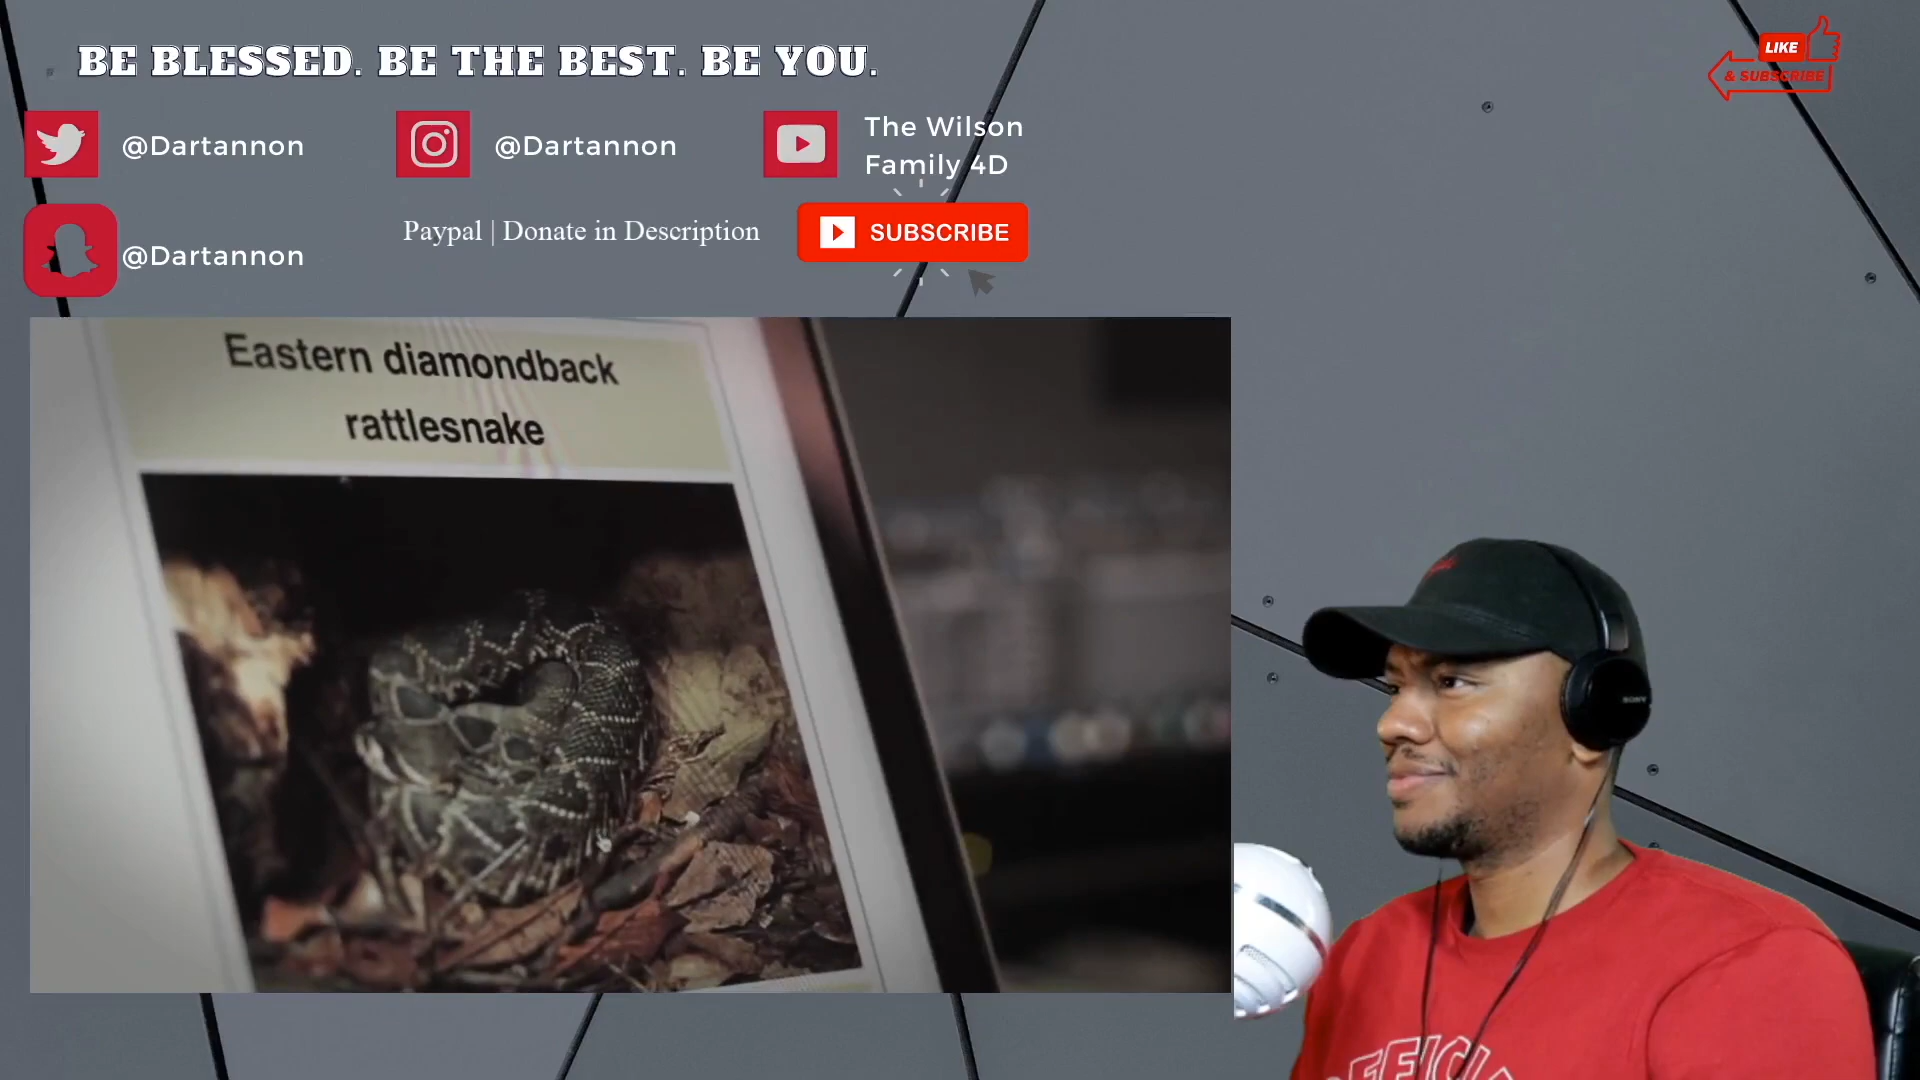 BE BLESSED. BE THE BEST. BE YOU.
LIKE
& SUBSCRIBE
@Dartannon
@Dartannon
The Wilson
Family 4D
@Dartannon
Paypal | Donate in Description
SUBSCRIBE
Eastern diamondback
rattlesnake
SONY